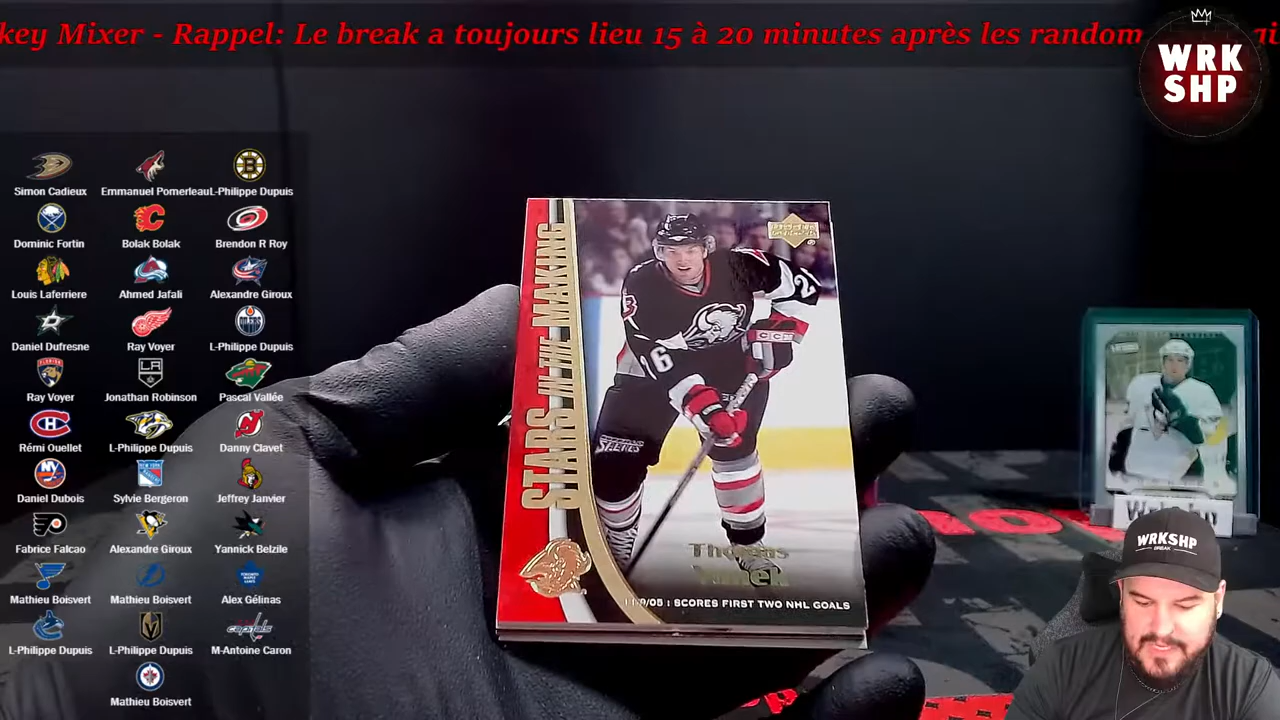 key Mixer - Rappel: Le break a toujours lieu 15 à 20 minutes après les random
WRK
SHP
Simon Cadieux
Emmanuel Pomerleau
L-Philippe Dupuis
Dominic Fortin
Bolak Bolak
Brendon R Roy
Louis Laferriere
Ahmed Jafali
Alexandre Giroux
Daniel Dufresne
Ray Voyer
L-Philippe Dupuis
Ray Voyer
Jonathan Robinson
Pascal Vallée
Rémi Ouellet
L-Philippe Dupuis
Danny Clavet
Daniel Dubois
Sylvie Bergeron
Jeffrey Janvier
Fabrice Falcao
Alexandre Giroux
Yannick Belzile
Mathieu Boisvert
Mathieu Boisvert
Alex Gélinas
L-Philippe Dupuis
L-Philippe Dupuis
M-Antoine Caron
Mathieu Boisvert
STARS IN THE MAKING
26
CCM
Thomas
SCORES FIRST TWO NHL GOALS
WRKSHP
BREAK